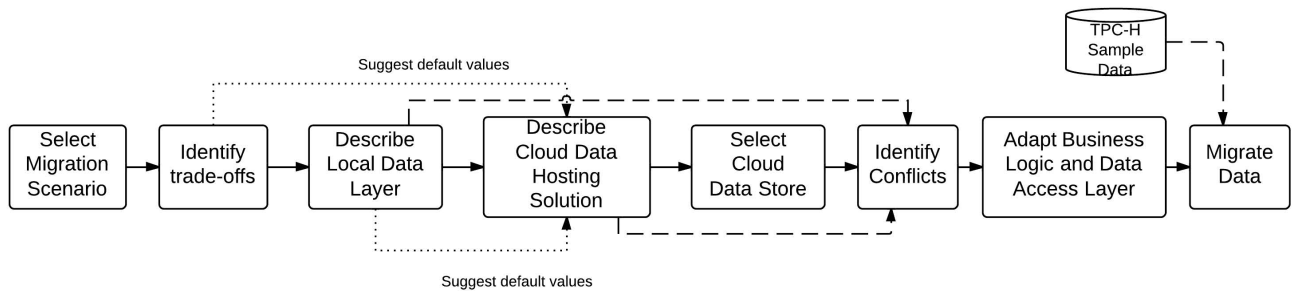 TPC-H
Sample
Data
Suggest default values
Select
Migration
Scenario
Identify
trade-offs
Describe
Local Data
Layer
Describe
Cloud Data
Hosting
Solution
Select
Cloud
Data Store
Identify
Conflicts
Adapt Business
Logic and Data
Access Layer
Migrate
Data
Suggest default values